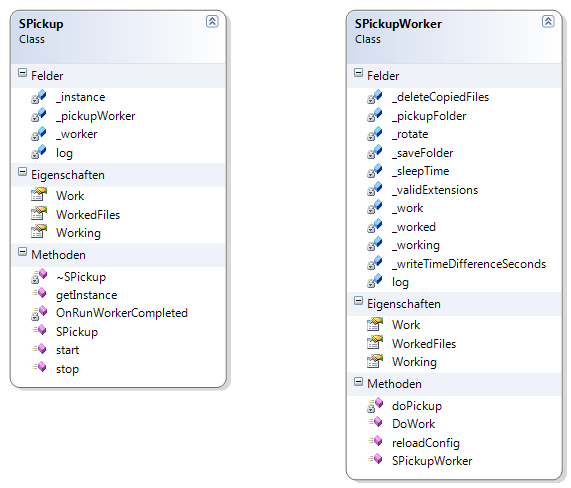 SPickup
Class
Felder
_instance
_pickupWorker
_worker
log
Eigenschaften
Work
WorkedFiles
Working
Methoden
~SPickup
getInstance
OnRunWorkerCompleted
SPickup
start
stop
SPickupWorker
Class
Felder
_deleteCopiedFiles
_pickupFolder
_rotate
_saveFolder
_sleepTime
_validExtensions
_work
_worked
_working
_writeTimeDifferenceSeconds
log
Eigenschaften
Work
WorkedFiles
Working
Methoden
doPickup
DoWork
reloadConfig
SPickupWorker